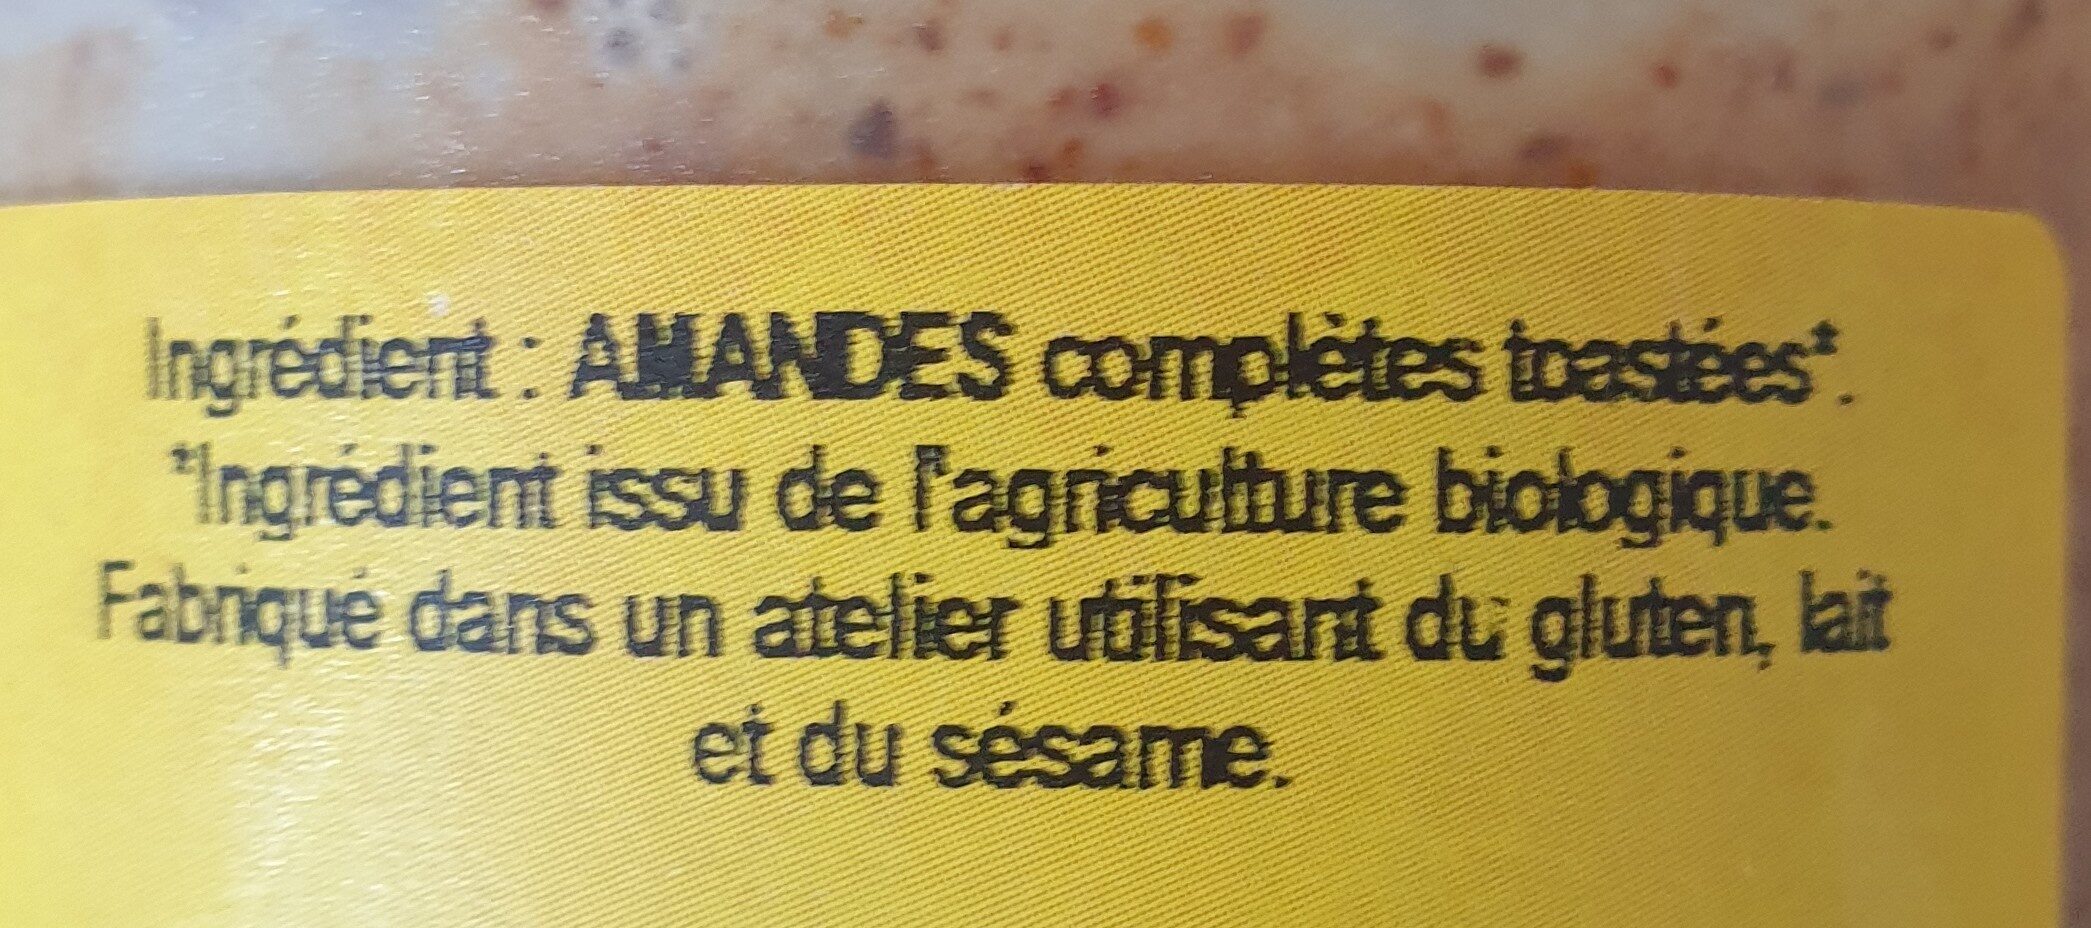 Ingrédient : AMANDES complètes toastées*.
*Ingrédient issu de l'agriculture biologique.
Fabriqué dans un atelier utilisant du gluten, lait
et du sésame.